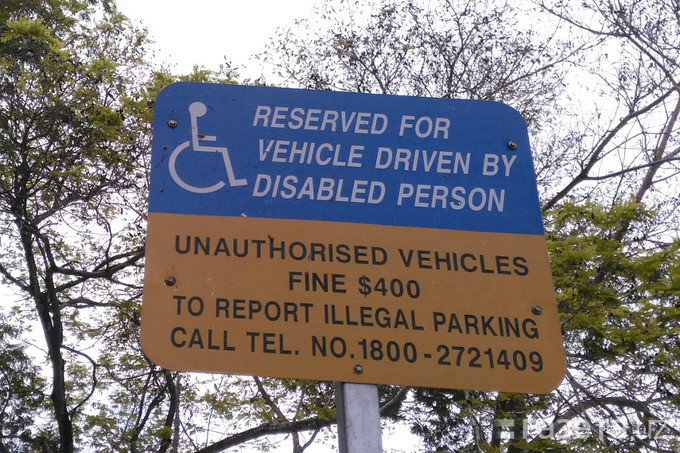 RESERVED FOR
VEHICLE DRIVEN BY
DISABLED PERSON
UNAUTHORISED VEHICLES
FINE $400
TO REPORT ILLEGAL PARKING
CALL TEL. NO.1800-2721409